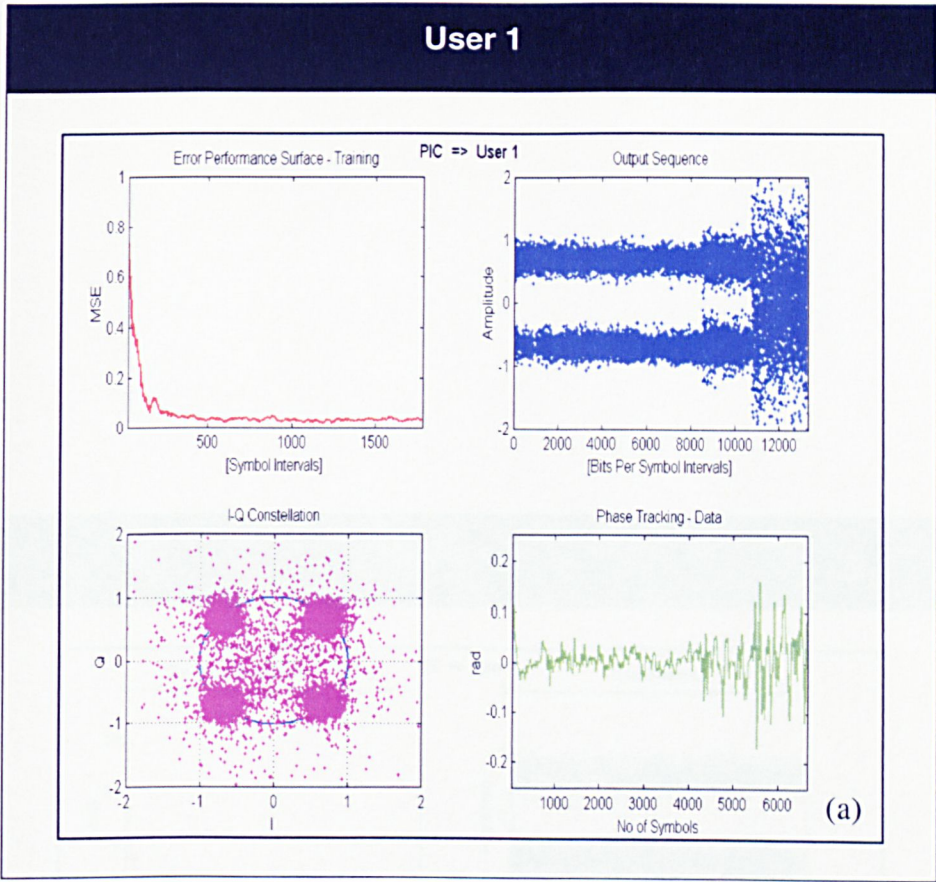 User 1
PIC => User 1
Error Performance Surface - Training
1
0.8
0.6
0.4
0.2
0
MSE
500
1000
1500
[Symbol Intervals]
Output Sequence
2
1
0
-1
-2
Amplitude
0
2000
4000
6000
8000
10000
12000
[Bits Per Symbol Intervals]
I-Q Constellation
2
1
0
-1
-2
Q
-2
-1
0
1
2
I
Phase Tracking - Data
0.2
0.1
0.0
-0.1
-0.2
rad
1000
2000
3000
4000
5000
6000
No of Symbols
(a)